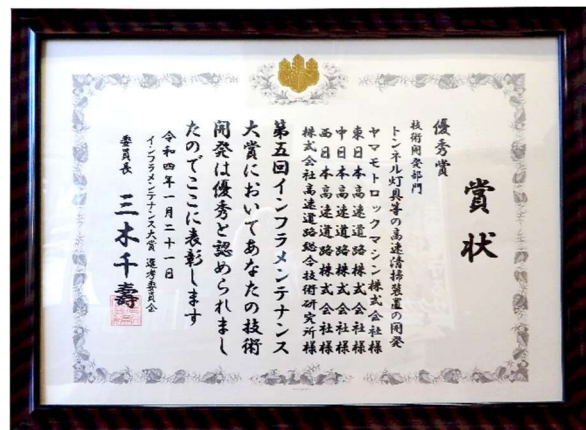 賞状
優秀賞
技術開発部門
トンネル灯具等の高速清掃装置の開発
ヤマモトロックマシン株式会社様
東日本高速道路株式会社様
中日本高速道路株式会社様
西日本高速道路株式会社様
株式会社高速道路総合技術研究所様
第五回インフラメンテナンス
大賞においてあなたの技術
開発は優秀と認められまし
たのでここに表彰します
令和四年一月二十一日
インフラメンテナンス大賞 選考委員会
委員長 三木千壽